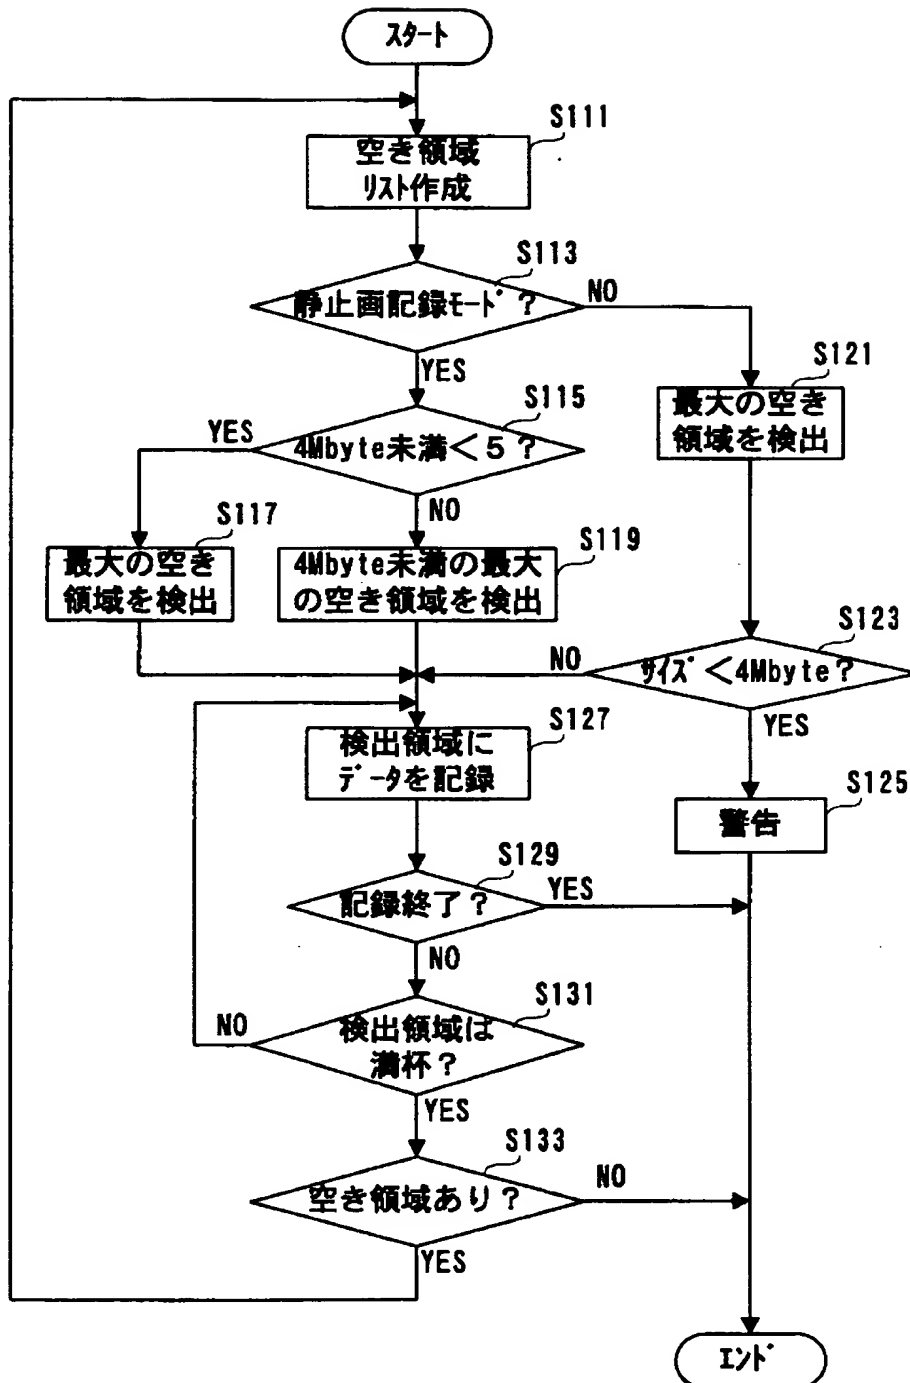 スタート
S111
空き領域
リスト作成
S113
静止画記録モード?
NO
YES
S121
最大の空き
領域を検出
S115
4Mbyte未満<5?
YES
NO
S117
最大の空き
領域を検出
S119
4Mbyte未満の最大
の空き領域を検出
S123
サイズ<4Mbyte?
NO
YES
S127
検出領域に
データを記録
S125
警告
S129
記録終了?
YES
NO
S131
検出領域は
満杯?
NO
YES
S133
空き領域あり?
NO
YES
エンド